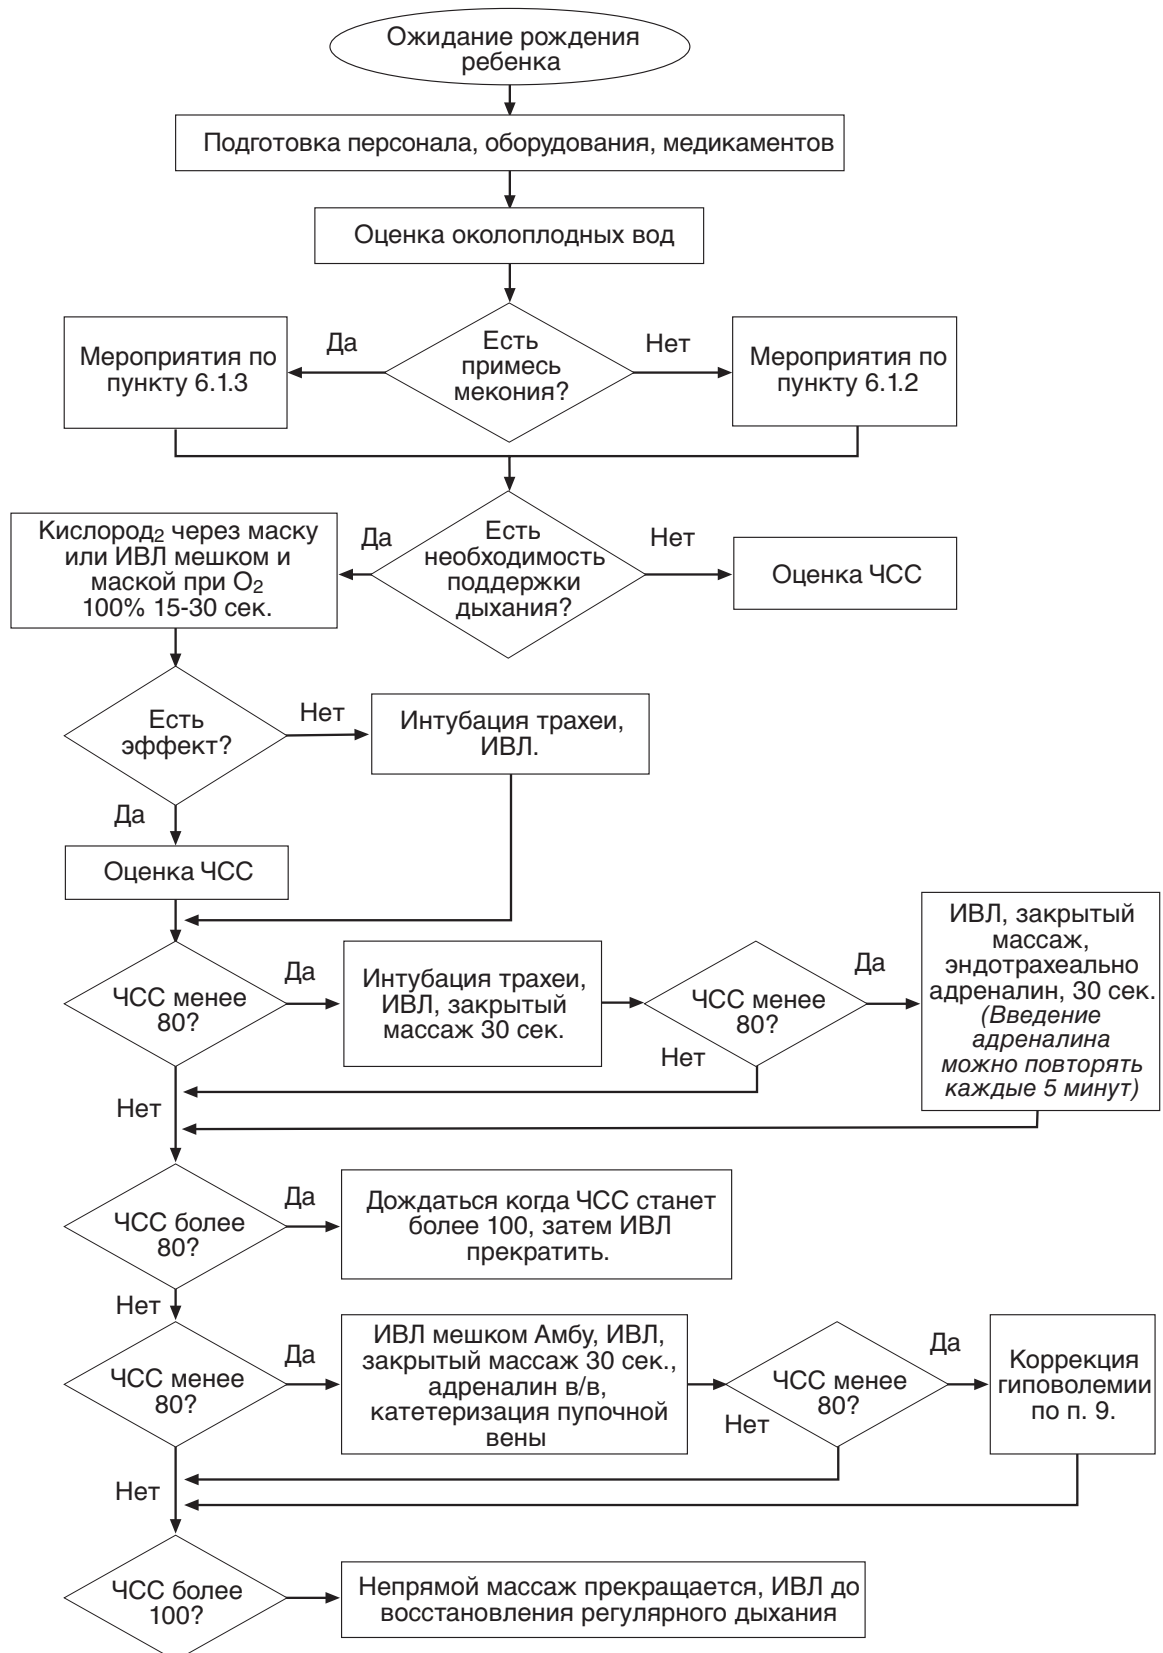 Ожидание рождения
ребенка
Подготовка персонала, оборудования, медикаментов
Оценка околоплодных вод
Есть
примесь
мекония?
Да
Нет
Мероприятия по
пункту 6.1.3
Мероприятия по
пункту 6.1.2
Есть
необходимость
поддержки
дыхания?
Да
Нет
Кислород₂ через маску
или ИВЛ мешком и
маской при O₂
100% 15-30 сек.
Оценка ЧСС
Есть
эффект?
Нет
Интубация трахеи,
ИВЛ.
Да
Оценка ЧСС
ЧСС менее
80?
Да
Интубация трахеи,
ИВЛ, закрытый
массаж 30 сек.
ЧСС менее
80?
Да
ИВЛ, закрытый
массаж,
эндотрахеально
адреналин, 30 сек.
(Введение
адреналина
можно повторять
каждые 5 минут)
Нет
Нет
ЧСС более
80?
Да
Дождаться когда ЧСС станет
более 100, затем ИВЛ
прекратить.
Нет
ЧСС менее
80?
Да
ИВЛ мешком Амбу, ИВЛ,
закрытый массаж 30 сек.,
адреналин в/в,
катетеризация пупочной
вены
ЧСС менее
80?
Да
Коррекция
гиповолемии
по п. 9.
Нет
Нет
ЧСС более
100?
Непрямой массаж прекращается, ИВЛ до
восстановления регулярного дыхания